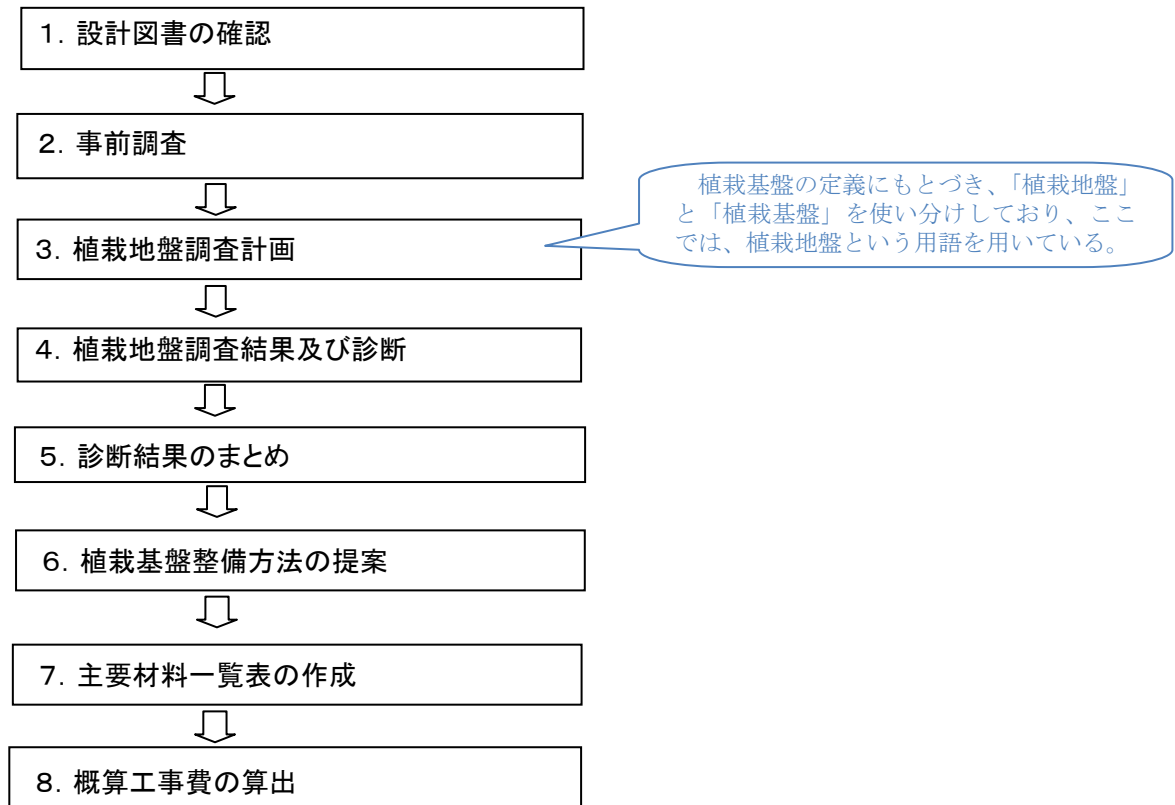 １．設計図書の確認
２．事前調査
３．植栽地盤調査計画
植栽基盤の定義にもとづき、「植栽地盤」
と「植栽基盤」を使い分けしており、ここ
では、植栽地盤という用語を用いている。
４．植栽地盤調査結果及び診断
５．診断結果のまとめ
６．植栽基盤整備方法の提案
７．主要材料一覧表の作成
８．概算工事費の算出